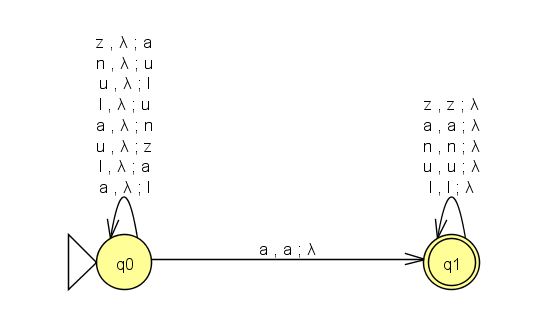 z , λ ; a
n , λ ; u
u , λ ; l
l , λ ; u
a , λ ; n
u , λ ; z
l , λ ; a
a , λ ; l
z , z ; λ
a , a ; λ
n , n ; λ
u , u ; λ
l , l ; λ
a , a ; λ
q0
q1